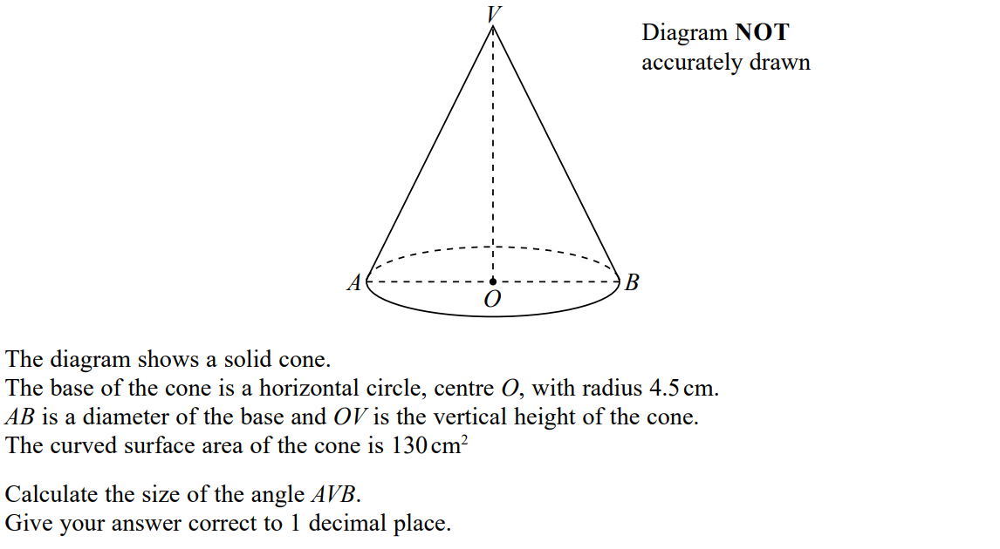 V
Diagram NOT
accurately drawn
A
B
O
The diagram shows a solid cone.
The base of the cone is a horizontal circle, centre O, with radius 4.5 cm.
AB is a diameter of the base and OV is the vertical height of the cone.
The curved surface area of the cone is 130 cm²
Calculate the size of the angle AVB.
Give your answer correct to 1 decimal place.